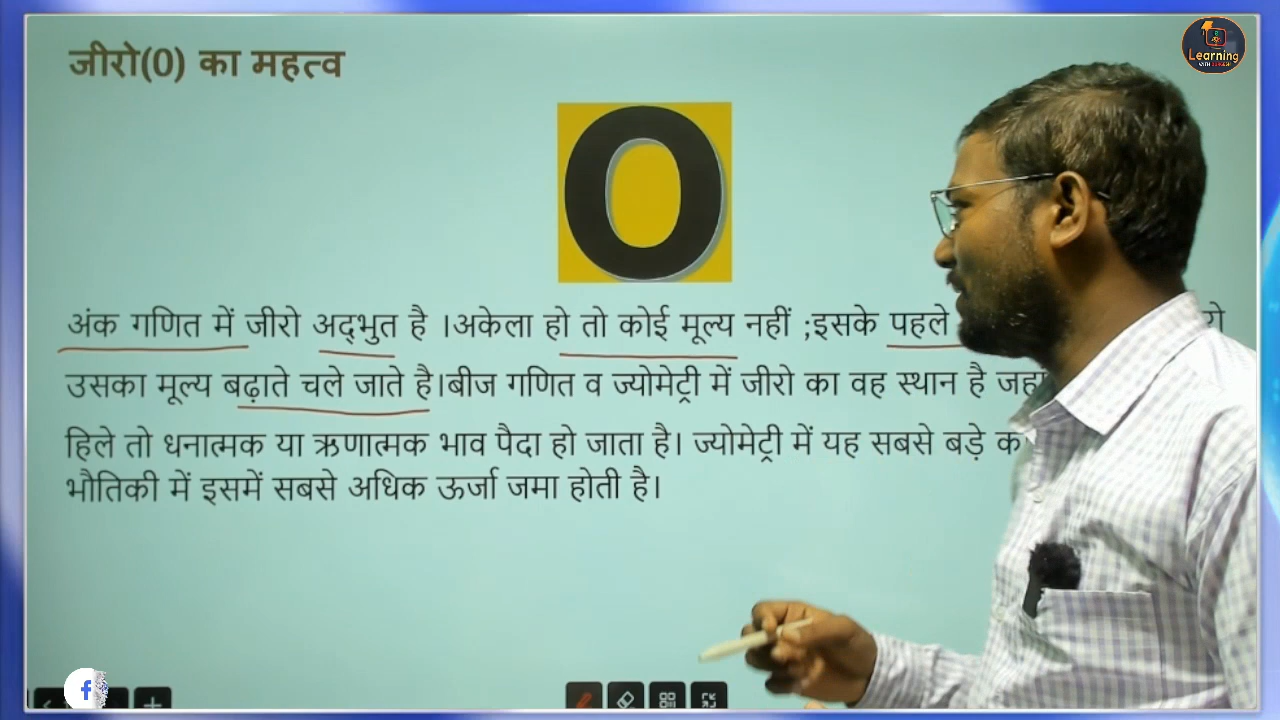 जीरो(0) का महत्व
0
अंक गणित में जीरो अद्भुत है ।अकेला हो तो कोई मूल्य नहीं ;इसके पहले
उसका मूल्य बढ़ाते चले जाते है।बीज गणित व ज्योमेट्री में जीरो का वह स्थान है जहां
हिले तो धनात्मक या ऋणात्मक भाव पैदा हो जाता है। ज्योमेट्री में यह सबसे बड़े
भौतिकी में इसमें सबसे अधिक ऊर्जा जमा होती है।
Learning
f